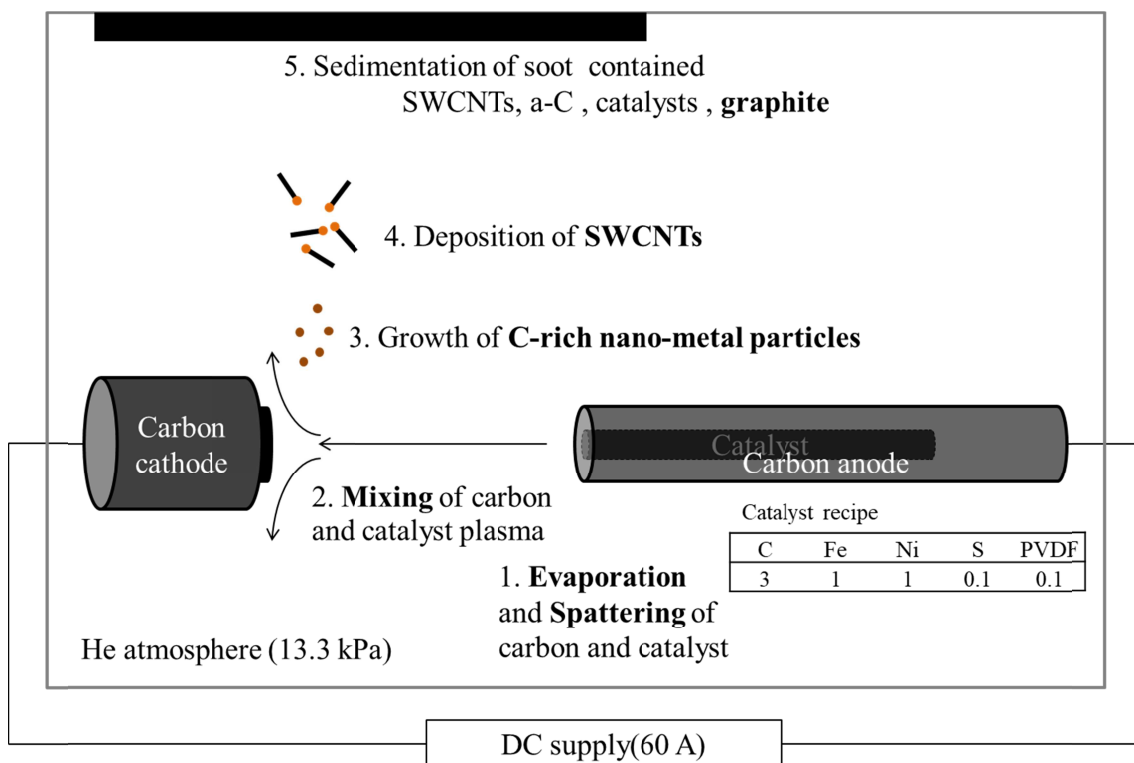 5. Sedimentation of soot contained
SWCNTs, a-C , catalysts , graphite
4. Deposition of SWCNTs
3. Growth of C-rich nano-metal particles
Carbon
cathode
Catalyst
Carbon anode
2. Mixing of carbon
and catalyst plasma
Catalyst recipe
C Fe Ni S PVDF
3 1 1 0.1 0.1
1. Evaporation
and Spattering of
carbon and catalyst
He atmosphere (13.3 kPa)
DC supply(60 A)